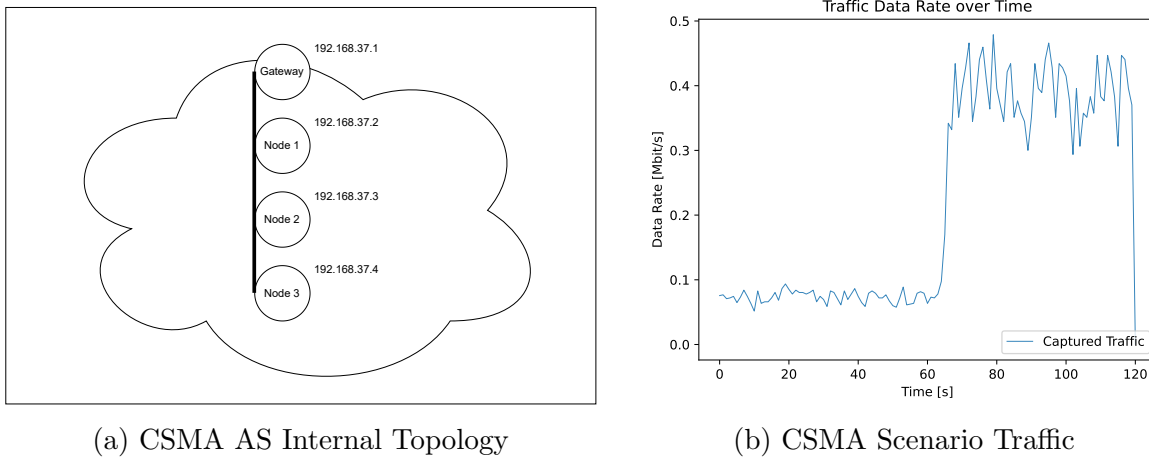 192.168.37.1
Gateway
192.168.37.2
Node 1
192.168.37.3
Node 2
192.168.37.4
Node 3
(a) CSMA AS Internal Topology
Traffic Data Rate over Time
Data Rate [Mbit/s]
0.5
0.4
0.3
0.2
0.1
0.0
Captured Traffic
0 20 40 60 80 100 120
Time [s]
(b) CSMA Scenario Traffic